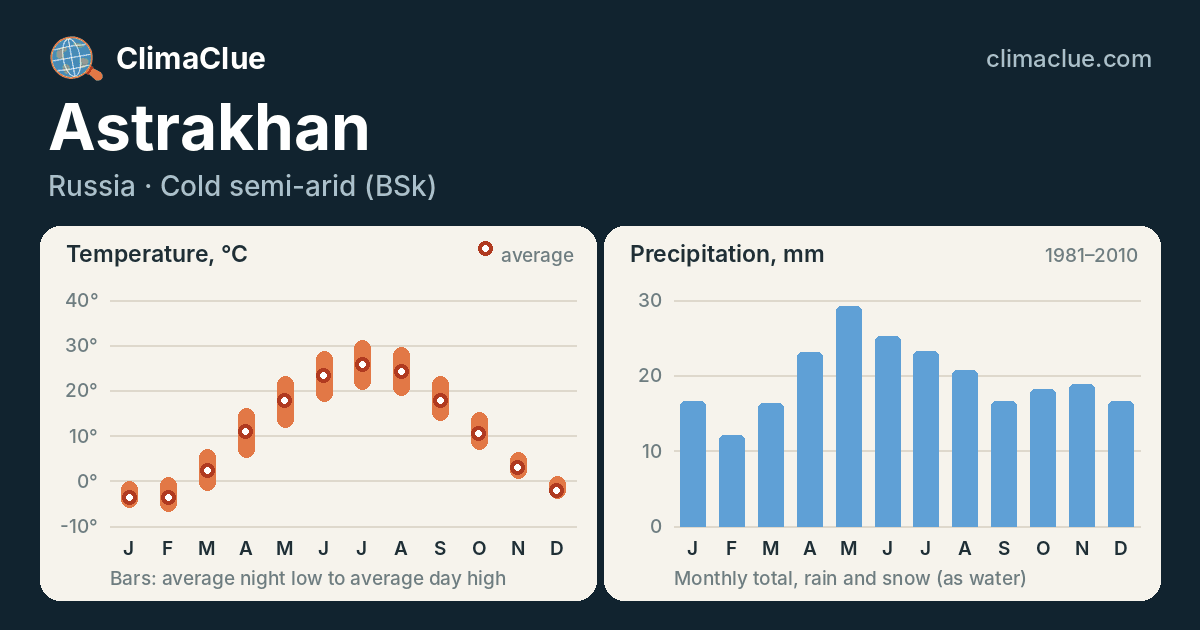 ClimaClue
climaclue.com
Astrakhan
Russia · Cold semi-arid (BSk)
Temperature, °C
average
40°
30°
20°
10°
0°
-10°
J F M A M J J A S O N D
Bars: average night low to average day high
Precipitation, mm
1981–2010
30
20
10
0
J F M A M J J A S O N D
Monthly total, rain and snow (as water)